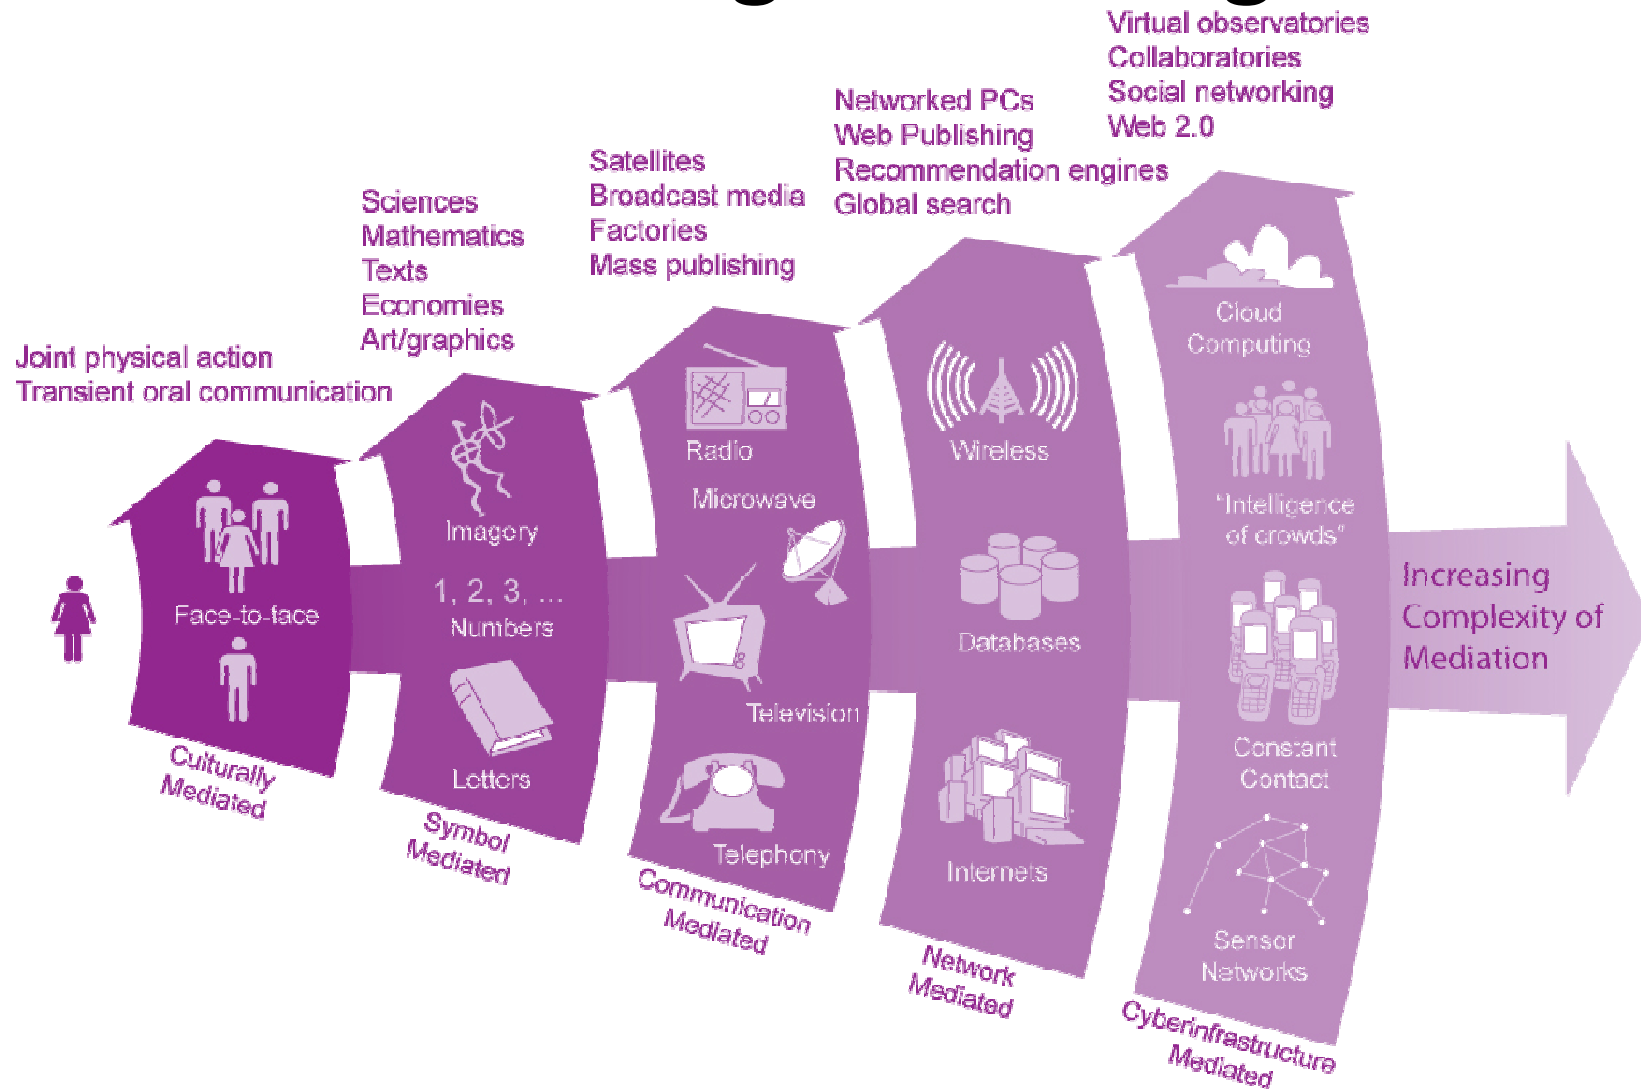 Joint physical action
Transient oral communication
Sciences
Mathematics
Texts
Economies
Art/graphics
Satellites
Broadcast media
Factories
Mass publishing
Networked PCs
Web Publishing
Recommendation engines
Global search
Virtual observatories
Collaboratories
Social networking
Web 2.0
Face-to-face
Culturally
Mediated
Imagery
1, 2, 3, ...
Numbers
Letters
Symbol
Mediated
Radio
Microwave
Television
Telephony
Communication
Mediated
Wireless
Databases
Internets
Network
Mediated
Cloud
Computing
"Intelligence
of crowds"
Constant
Contact
Sensor
Networks
Cyberinfrastructure
Mediated
Increasing
Complexity of
Mediation